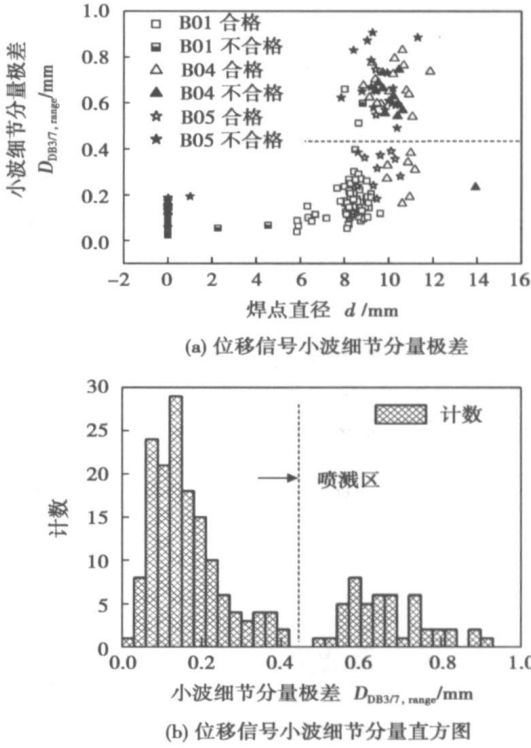 小波细节分量极差
D_DB3/7, range/mm
1.0
0.8
0.6
0.4
0.2
0.0
B01 合格
B01 不合格
B04 合格
B04 不合格
B05 合格
B05 不合格
-2 0 2 4 6 8 10 12 14 16
焊点直径 d /mm
(a) 位移信号小波细节分量极差
计数
30
25
20
15
10
5
0
计数
喷溅区
0.0 0.2 0.4 0.6 0.8 1.0
小波细节分量极差 D_DB3/7, range/mm
(b) 位移信号小波细节分量直方图